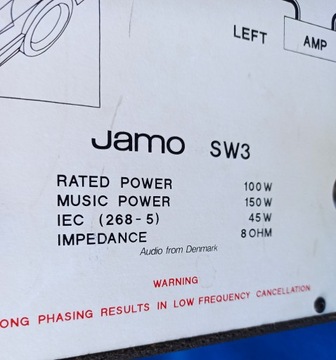 LEFT
AMP
Jamo SW3
RATED POWER 100 W
MUSIC POWER 150 W
IEC (268-5) 45 W
IMPEDANCE 8 OHM
Audio from Denmark
WARNING
PHASING RESULTS IN LOW FREQUENCY CANCELLATION